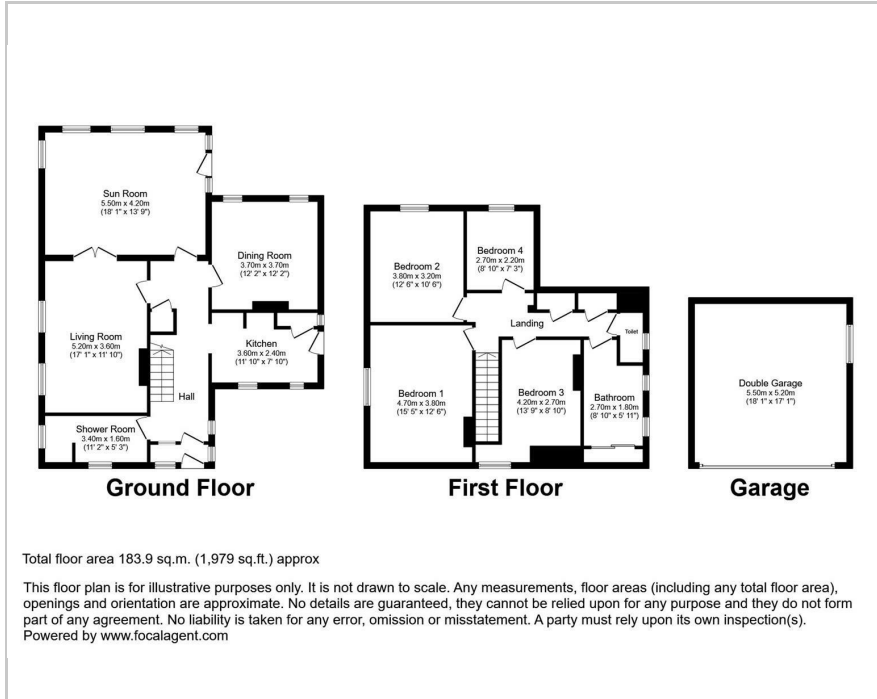 Sun Room
5.50m x 4.20m
(18' 1" x 13' 9")
Dining Room
3.70m x 3.70m
(12' 2" x 12' 2")
Living Room
5.20m x 3.60m
(17' 1" x 11' 10")
Kitchen
3.60m x 2.40m
(11' 10" x 7' 10")
Hall
Shower Room
3.40m x 1.60m
(11' 2" x 5' 3")
Ground Floor
Bedroom 2
3.80m x 3.20m
(12' 6" x 10' 6")
Bedroom 4
2.70m x 2.20m
(8' 10" x 7' 3")
Landing
Toilet
Bedroom 1
4.70m x 3.80m
(15' 5" x 12' 6")
Bedroom 3
4.20m x 2.70m
(13' 9" x 8' 10")
Bathroom
2.70m x 1.80m
(8' 10" x 5' 11")
First Floor
Double Garage
5.50m x 5.20m
(18' 1" x 17' 1")
Garage
Total floor area 183.9 sq.m. (1,979 sq.ft.) approx
This floor plan is for illustrative purposes only. It is not drawn to scale. Any measurements, floor areas (including any total floor area),
openings and orientation are approximate. No details are guaranteed, they cannot be relied upon for any purpose and they do not form
part of any agreement. No liability is taken for any error, omission or misstatement. A party must rely upon its own inspection(s).
Powered by www.focalagent.com